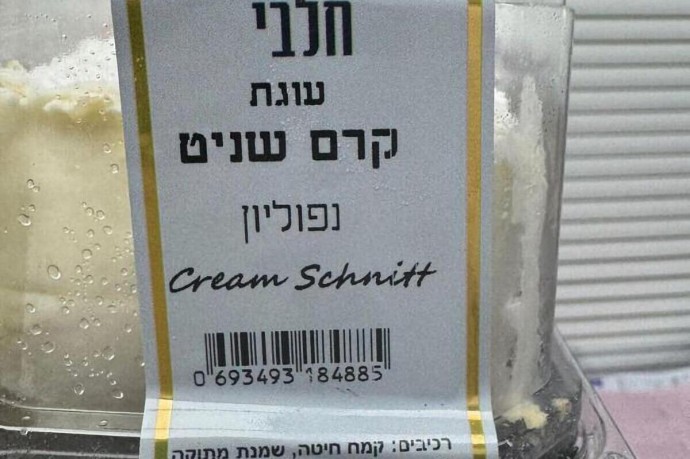 חלבי
עוגת
קרם שניט
נפוליון
Cream Schnitt
0 693493 184885
רכיבים: קמח חיטה, שמנת מתוקה